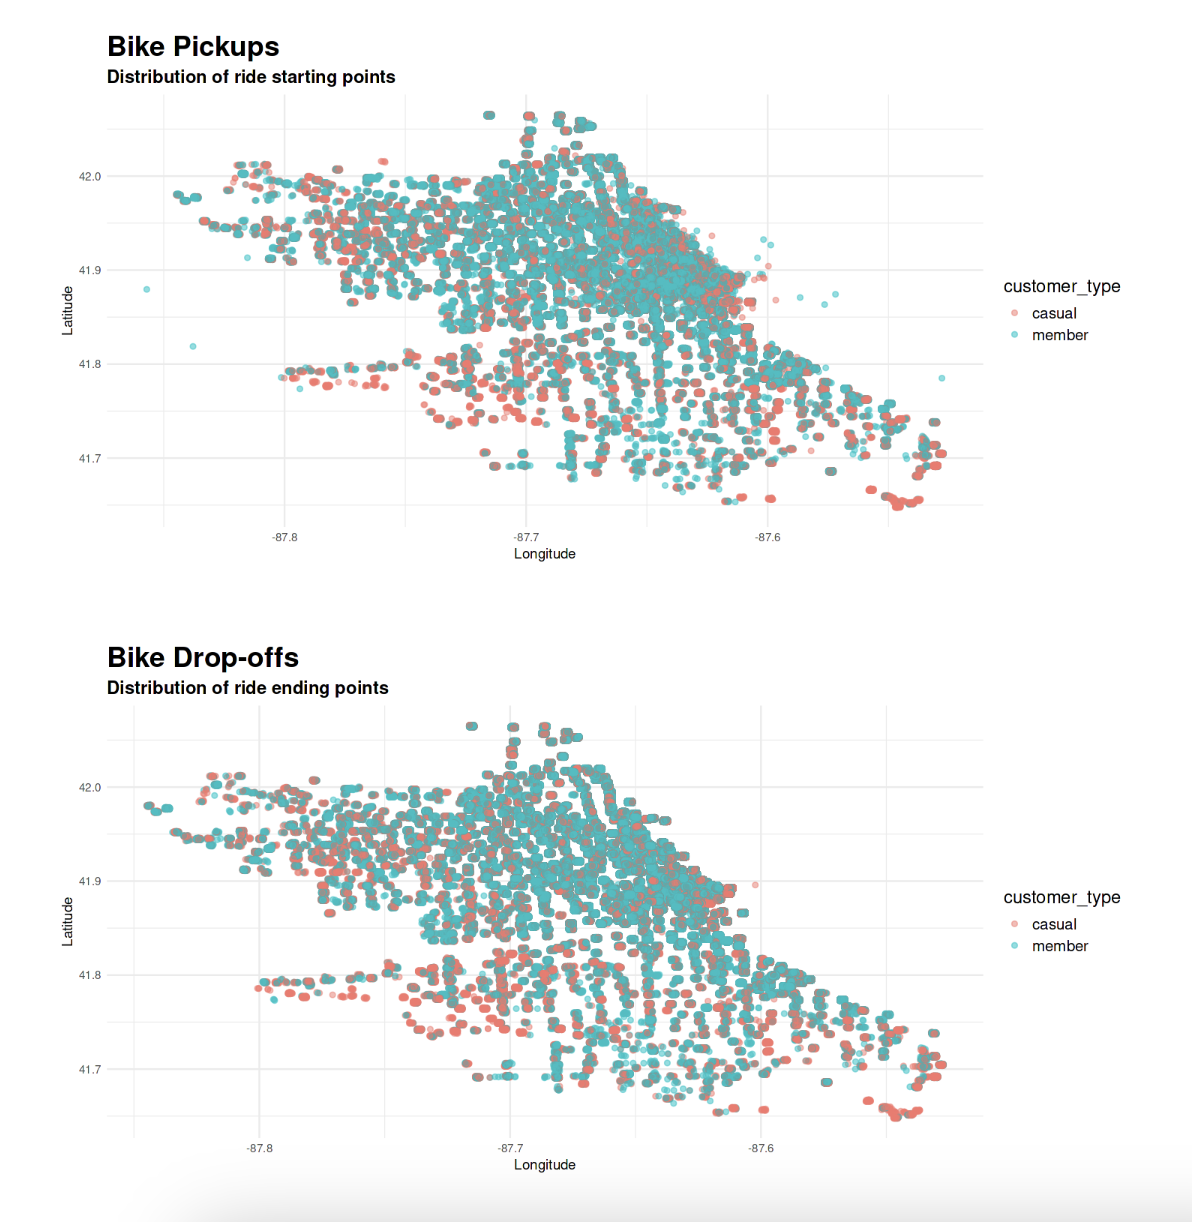 Bike Pickups
Distribution of ride starting points
42.0
41.9
41.8
41.7
Latitude
-87.8
-87.7
-87.6
Longitude
customer_type
casual
member
Bike Drop-offs
Distribution of ride ending points
42.0
41.9
41.8
41.7
Latitude
-87.8
-87.7
-87.6
Longitude
customer_type
casual
member